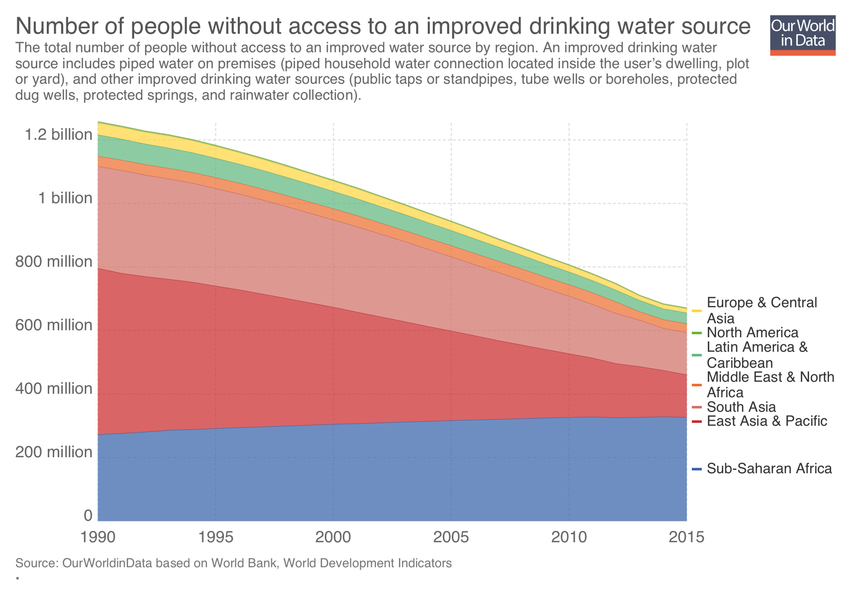 Number of people without access to an improved drinking water source
Our World
in Data
The total number of people without access to an improved water source by region. An improved drinking water
source includes piped water on premises (piped household water connection located inside the user's dwelling, plot
or yard), and other improved drinking water sources (public taps or standpipes, tube wells or boreholes, protected
dug wells, protected springs, and rainwater collection).
1.2 billion
1 billion
800 million
600 million
400 million
200 million
0
1990
1995
2000
2005
2010
2015
Europe & Central
Asia
North America
Latin America &
Caribbean
Middle East & North
Africa
South Asia
East Asia & Pacific
Sub-Saharan Africa
Source: OurWorldinData based on World Bank, World Development Indicators
•